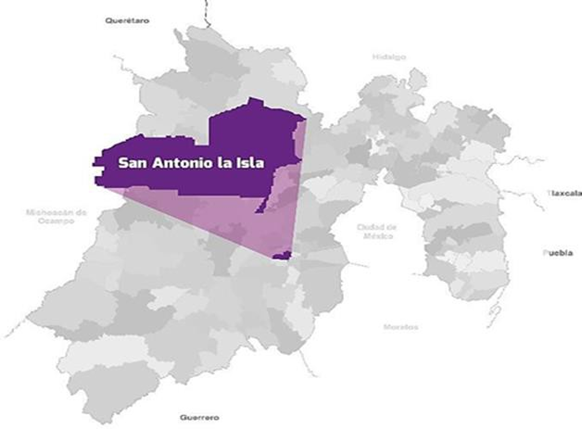 Querétaro
Hidalgo
San Antonio la Isla
Tlaxcala
Michoacán de
Ocampo
Ciudad de
México
Puebla
Morelos
Guerrero